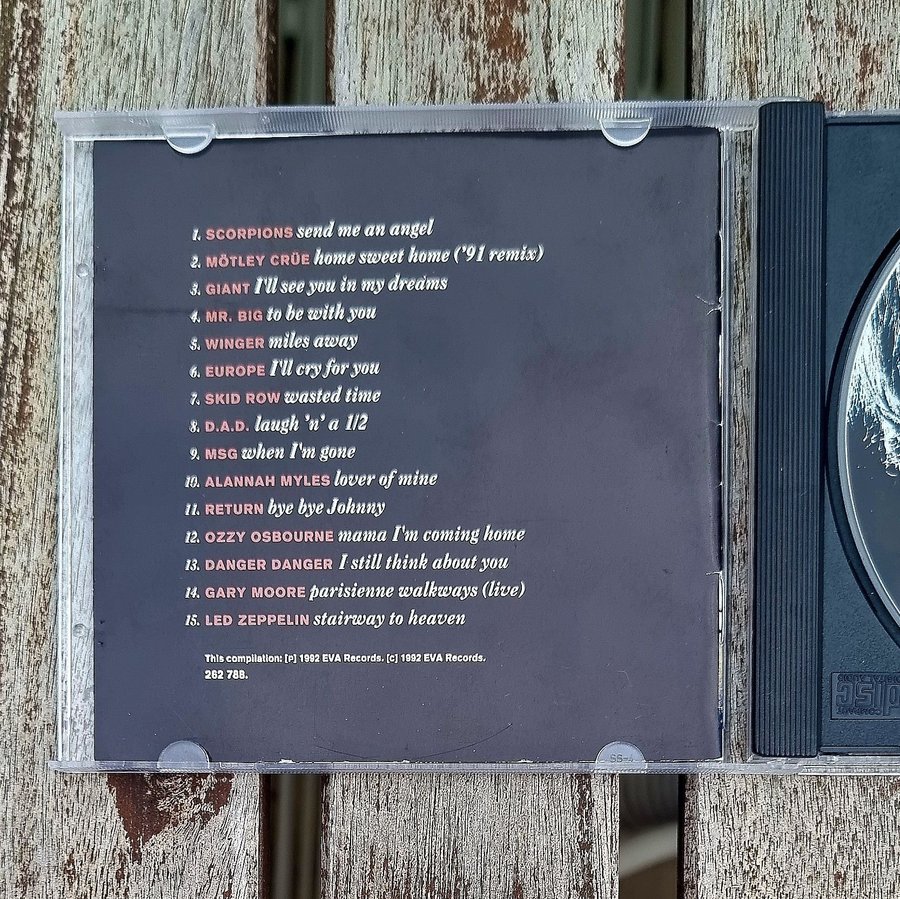 1. SCORPIONS send me an angel
2. MÖTLEY CRÜE home sweet home ('91 remix)
3. GIANT I'll see you in my dreams
4. MR. BIG to be with you
5. WINGER miles away
6. EUROPE I'll cry for you
7. SKID ROW wasted time
8. D.A.D. laugh 'n' a 1/2
9. MSG when I'm gone
10. ALANNAH MYLES lover of mine
11. RETURN bye bye Johnny
12. OZZY OSBOURNE mama I'm coming home
13. DANGER DANGER I still think about you
14. GARY MOORE parisienne walkways (live)
15. LED ZEPPELIN stairway to heaven
This compilation: [P] 1992 EVA Records. [C] 1992 EVA Records.
262 788.
COMPACT
disc
DIGITAL AUDIO